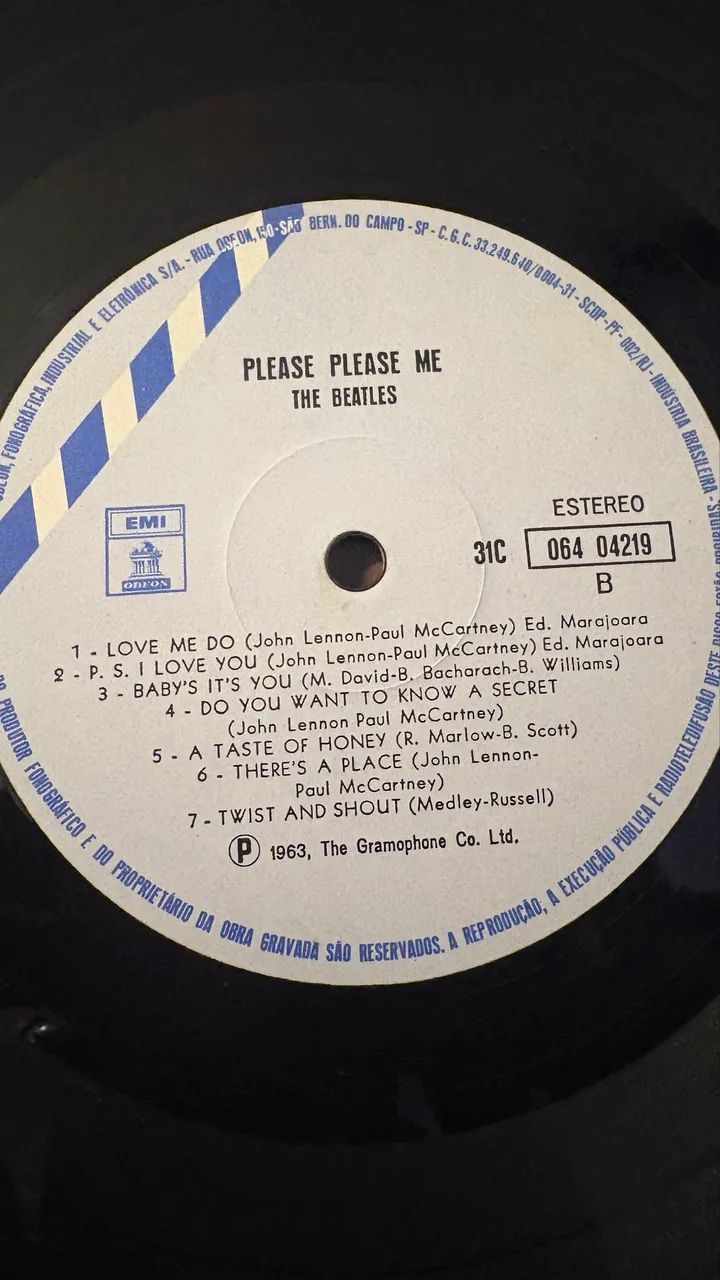 ODEON, FONOGRÁFICA, INDUSTRIAL E ELETRÔNICA S/A. - RUA ODEON, 150 - SÃO BERN. DO CAMPO - SP - C.G.C. 33.249.640/0004-31 - SCDP-PF-002/RJ - INDÚSTRIA BRASILEIRA -
PLEASE PLEASE ME
THE BEATLES
EMI
ODEON
ESTEREO
31C 064 04219
B
1 - LOVE ME DO (John Lennon-Paul McCartney) Ed. Marajoara
2 - P. S. I LOVE YOU (John Lennon-Paul McCartney) Ed. Marajoara
3 - BABY'S IT'S YOU (M. David-B. Bacharach-B. Williams)
4 - DO YOU WANT TO KNOW A SECRET
(John Lennon Paul McCartney)
5 - A TASTE OF HONEY (R. Marlow-B. Scott)
6 - THERE'S A PLACE (John Lennon-
Paul McCartney)
7 - TWIST AND SHOUT (Medley-Russell)
Ⓟ 1963, The Gramophone Co. Ltd.
DO PRODUTOR FONOGRÁFICO E DO PROPRIETÁRIO DA OBRA GRAVADA SÃO RESERVADOS. A REPRODUÇÃO, A EXECUÇÃO PÚBLICA E RADIOTELEDIFUSÃO DESTE DISCO ESTÃO